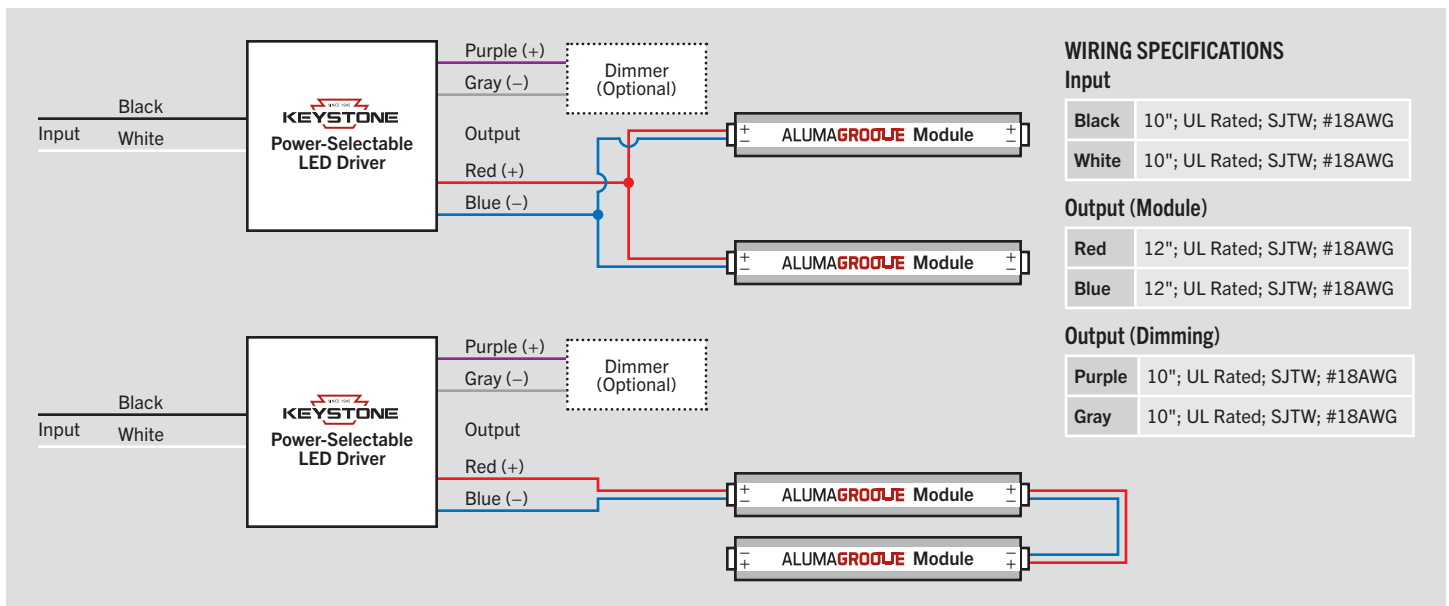 Input
Black
White
SINCE 1945
KEYSTONE
Power-Selectable
LED Driver
Purple (+)
Gray (−)
Output
Red (+)
Blue (−)
Dimmer
(Optional)
+ ALUMAGROOVE Module +
− −
+ ALUMAGROOVE Module +
− −
Input
Black
White
SINCE 1945
KEYSTONE
Power-Selectable
LED Driver
Purple (+)
Gray (−)
Output
Red (+)
Blue (−)
Dimmer
(Optional)
+ ALUMAGROOVE Module +
− −
− ALUMAGROOVE Module −
+ +
WIRING SPECIFICATIONS
Input
Black 10"; UL Rated; SJTW; #18AWG
White 10"; UL Rated; SJTW; #18AWG
Output (Module)
Red 12"; UL Rated; SJTW; #18AWG
Blue 12"; UL Rated; SJTW; #18AWG
Output (Dimming)
Purple 10"; UL Rated; SJTW; #18AWG
Gray 10"; UL Rated; SJTW; #18AWG